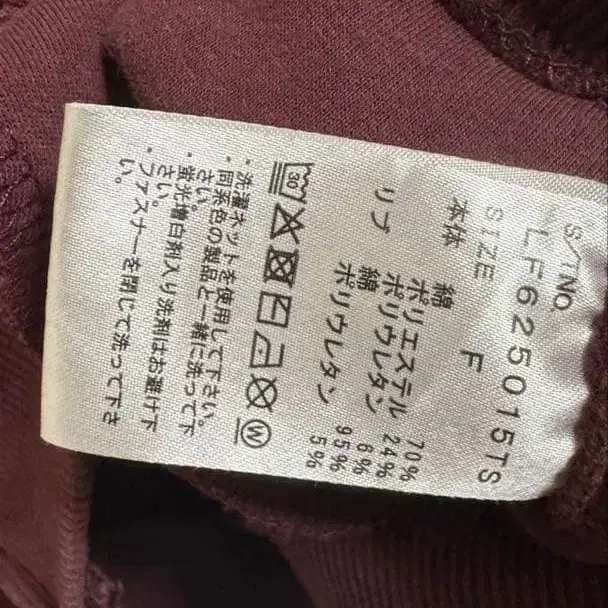 S/TNO.
LF625015TS
SIZE F
本体 綿 70%
ポリエステル 24%
ポリウレタン 6%
リブ 綿 95%
ポリウレタン 5%
30
W
・洗濯ネットを使用して下さい。
・同系色の製品と一緒に洗って下
さい。
・蛍光増白剤入り洗剤はお避け下
さい。
・ファスナーを閉じて洗って下さ
い。